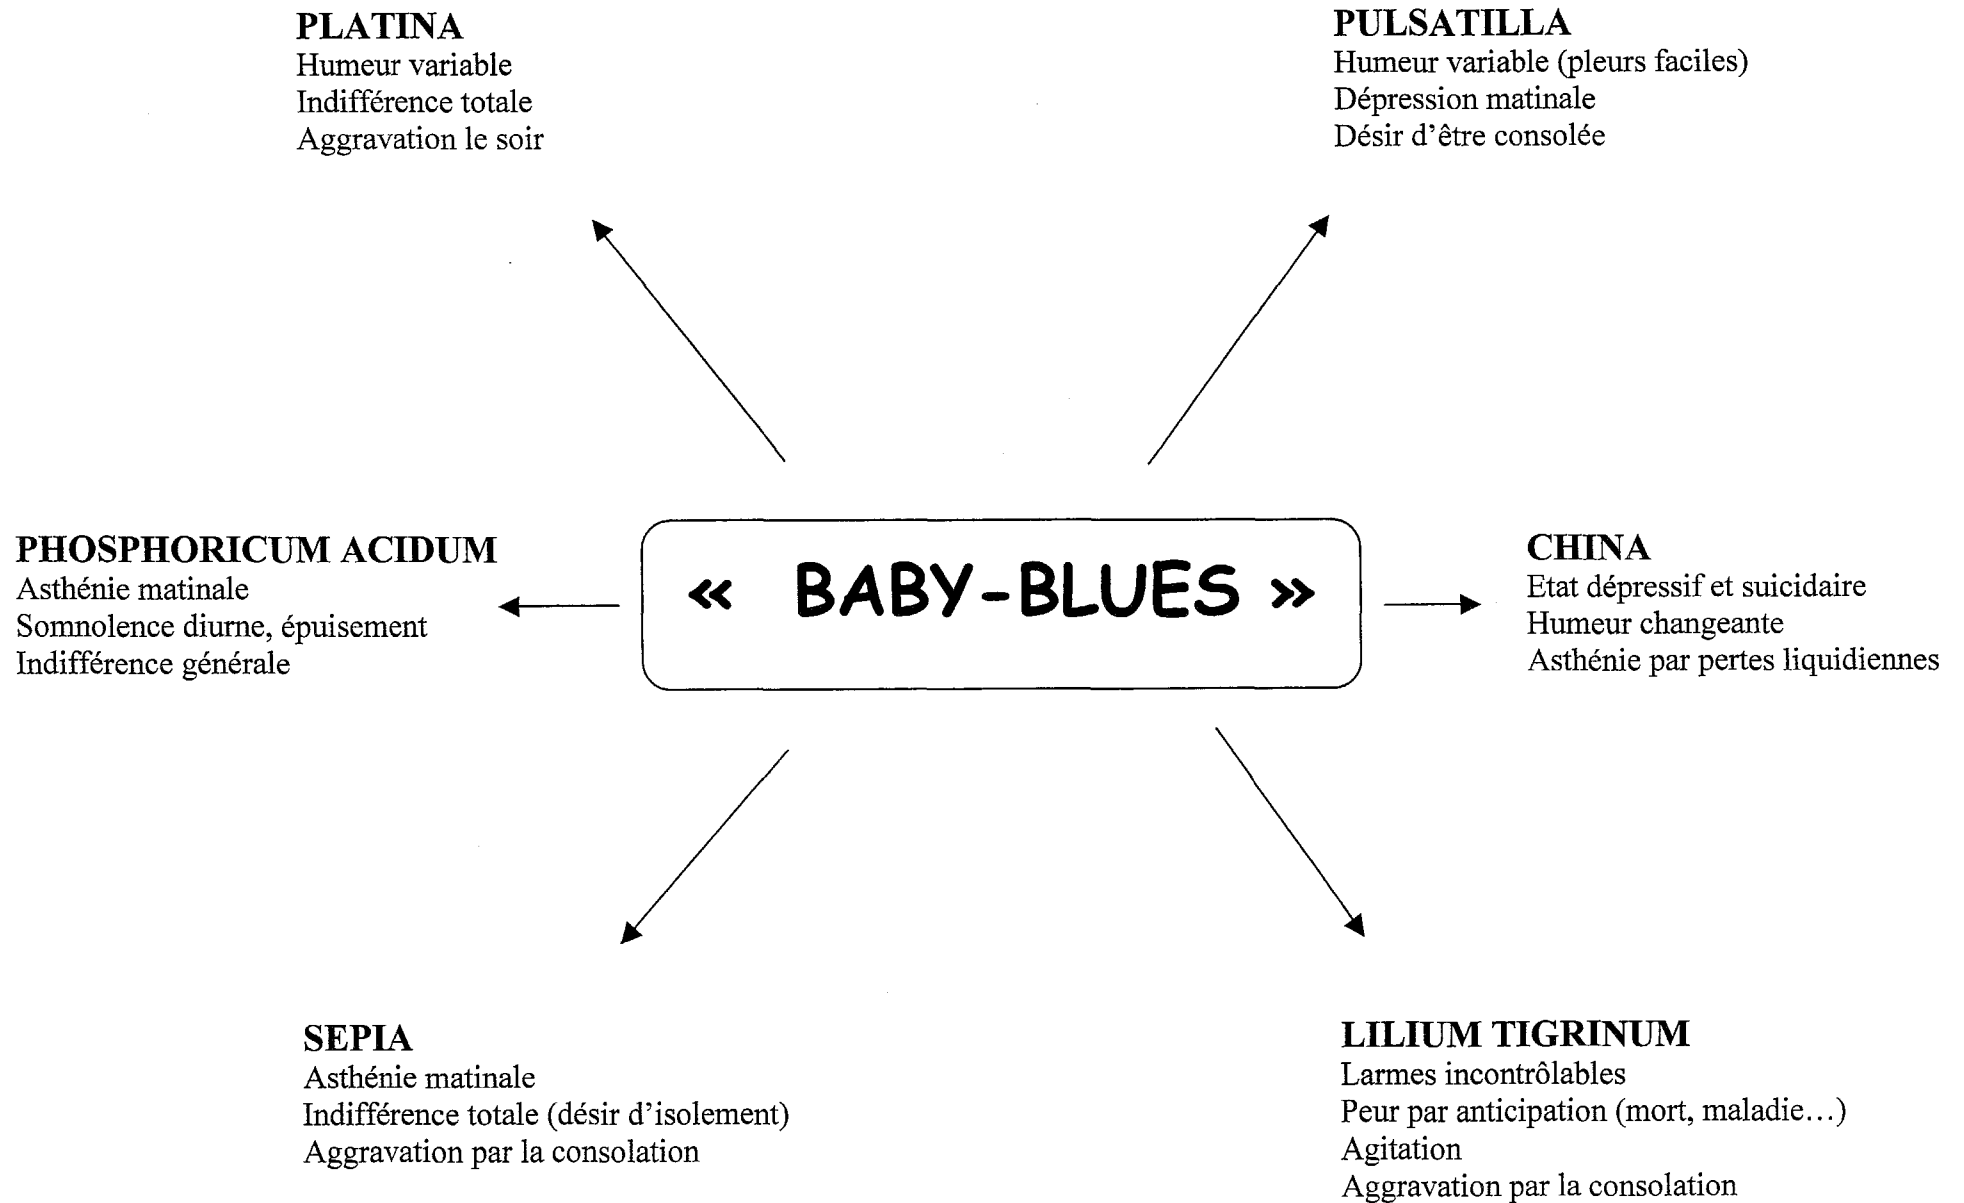 PLATINA
Humeur variable
Indifférence totale
Aggravation le soir
PULSATILLA
Humeur variable (pleurs faciles)
Dépression matinale
Désir d'être consolée
PHOSPHORICUM ACIDUM
Asthénie matinale
Somnolence diurne, épuisement
Indifférence générale
« BABY-BLUES »
CHINA
Etat dépressif et suicidaire
Humeur changeante
Asthénie par pertes liquidiennes
SEPIA
Asthénie matinale
Indifférence totale (désir d'isolement)
Aggravation par la consolation
LILIUM TIGRINUM
Larmes incontrôlables
Peur par anticipation (mort, maladie…)
Agitation
Aggravation par la consolation